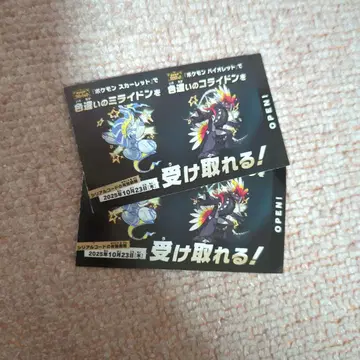 『ポケモン スカーレット』で
色違いのミライドンを
『ポケモン バイオレット』で
色違いのコライドンを
OPEN!
シリアルコードの有効期限
2025年10月23日(木)
受け取れる!
OPEN!
シリアルコードの有効期限
2025年10月23日(木)
受け取れる!